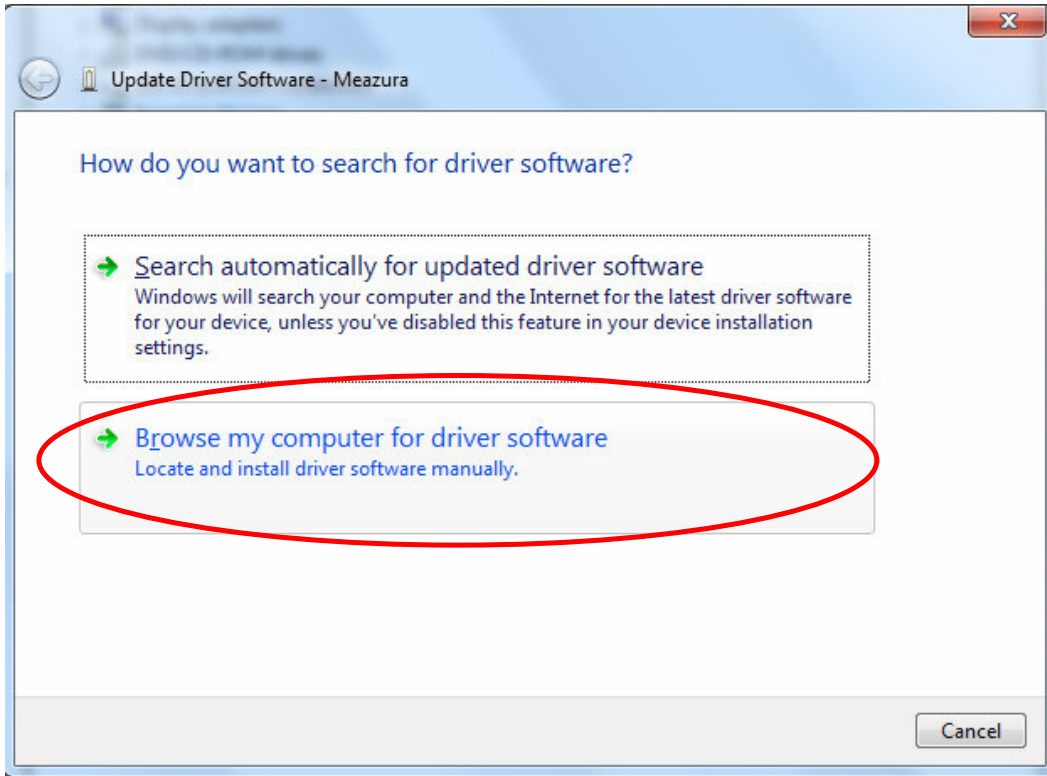 Update Driver Software - Meazura
How do you want to search for driver software?
Search automatically for updated driver software
Windows will search your computer and the Internet for the latest driver software
for your device, unless you've disabled this feature in your device installation
settings.
Browse my computer for driver software
Locate and install driver software manually.
Cancel